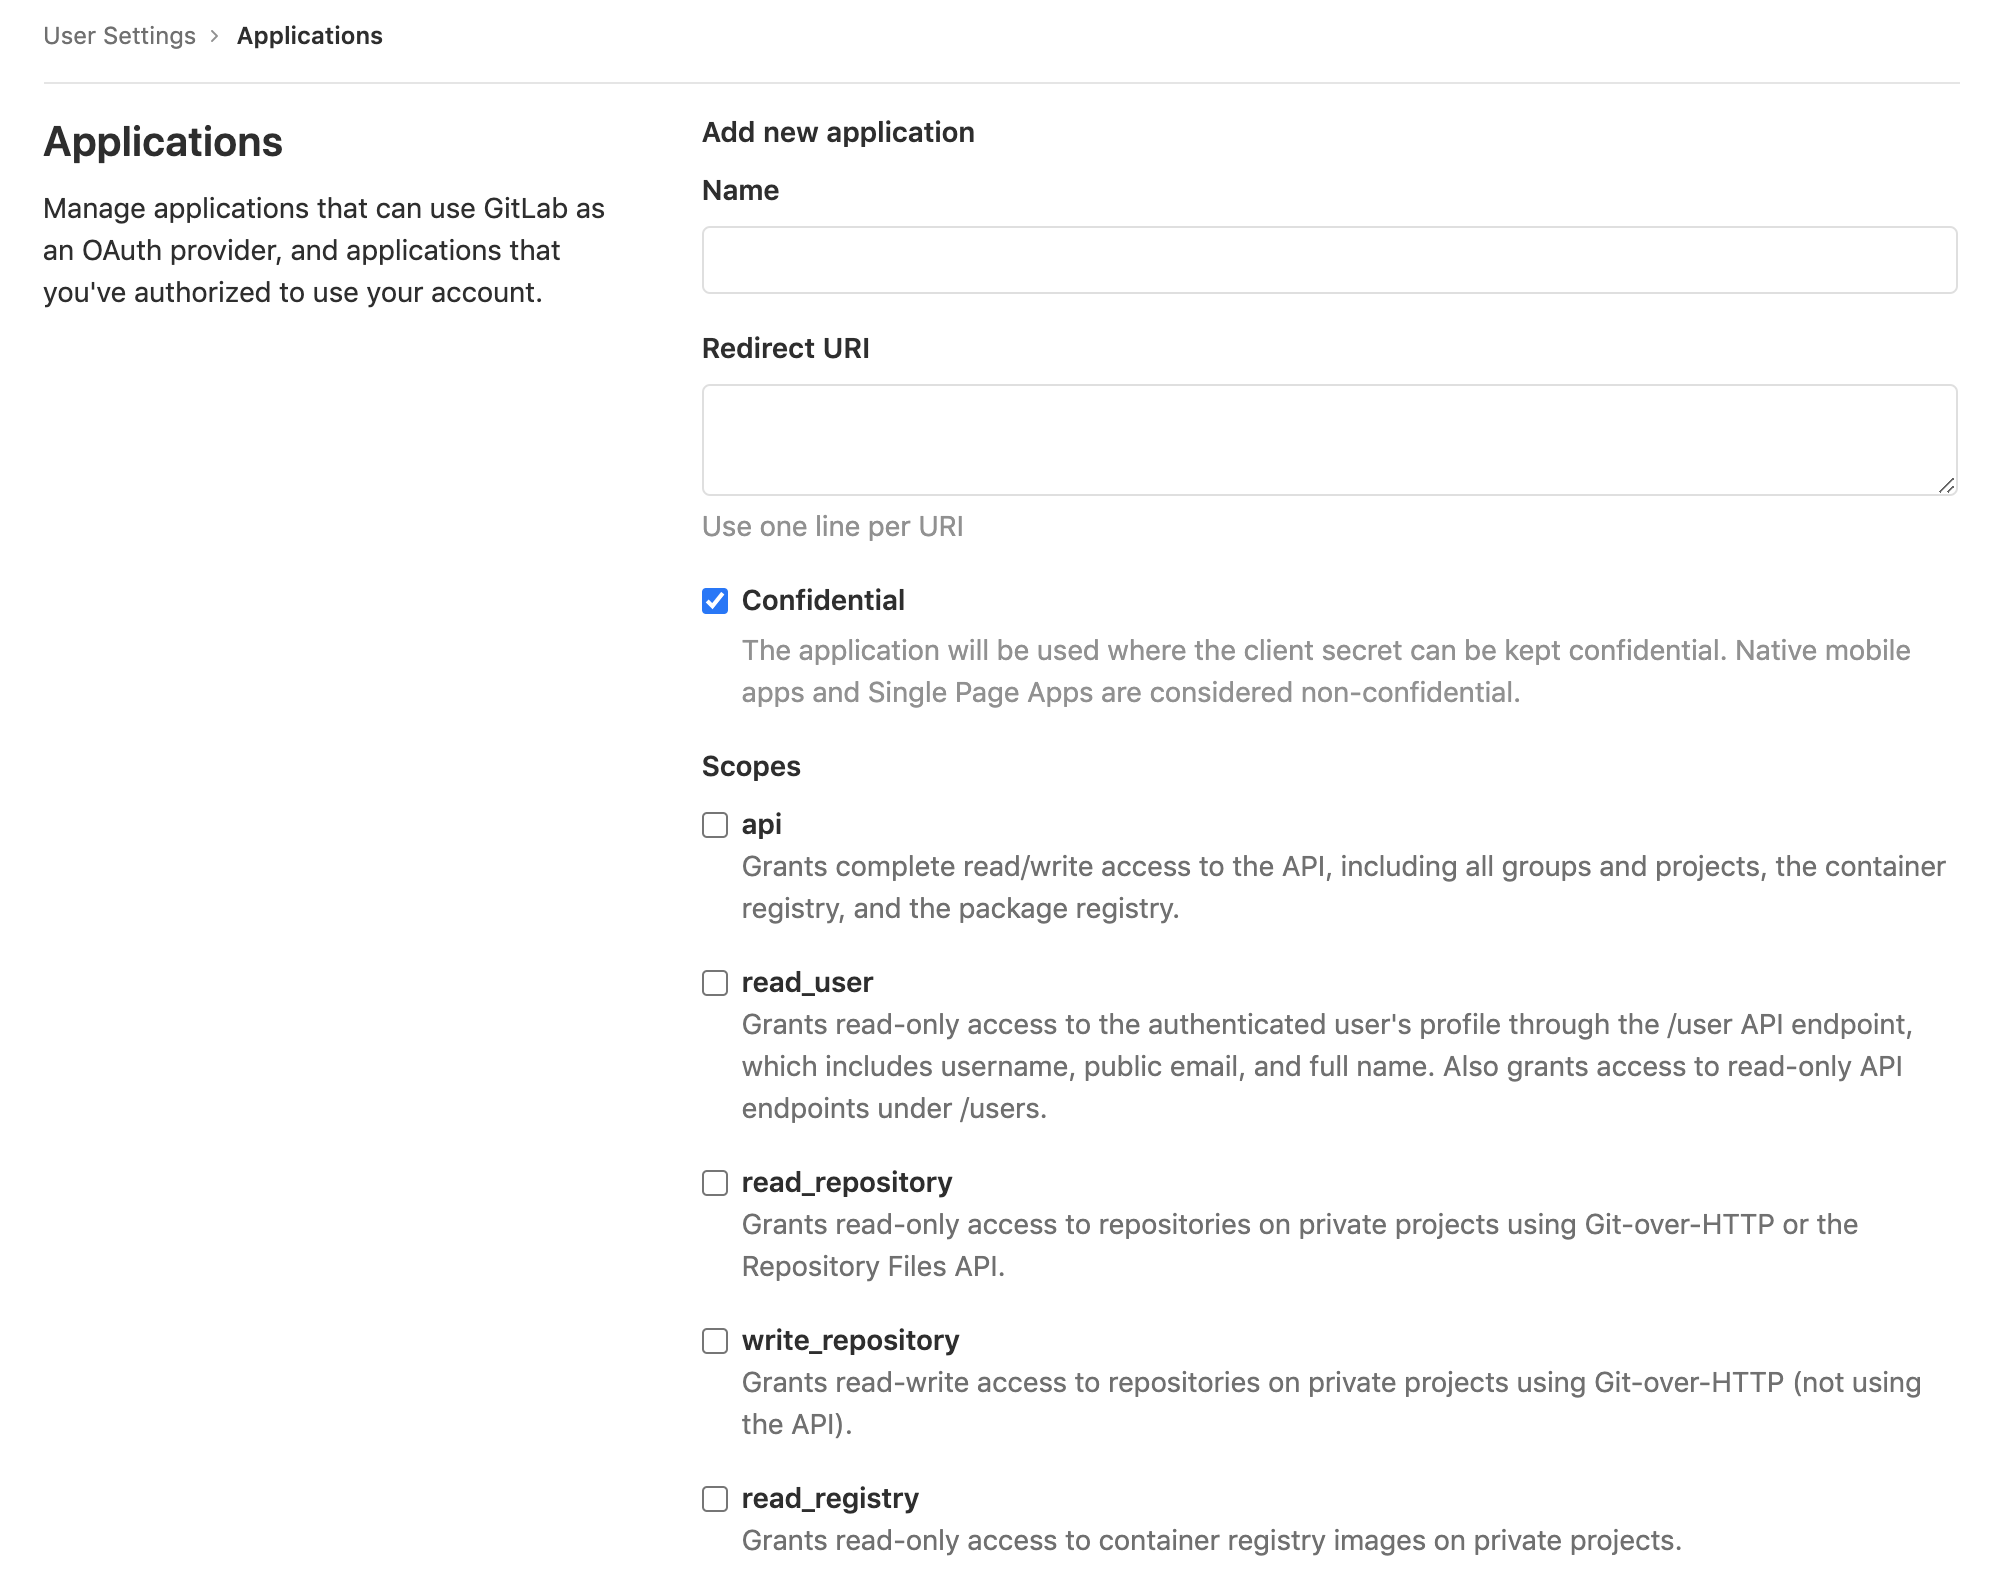 User Settings > Applications
Applications
Manage applications that can use GitLab as
an OAuth provider, and applications that
you've authorized to use your account.
Add new application
Name
Redirect URI
Use one line per URI
Confidential
The application will be used where the client secret can be kept confidential. Native mobile
apps and Single Page Apps are considered non-confidential.
Scopes
api
Grants complete read/write access to the API, including all groups and projects, the container
registry, and the package registry.
read_user
Grants read-only access to the authenticated user's profile through the /user API endpoint,
which includes username, public email, and full name. Also grants access to read-only API
endpoints under /users.
read_repository
Grants read-only access to repositories on private projects using Git-over-HTTP or the
Repository Files API.
write_repository
Grants read-write access to repositories on private projects using Git-over-HTTP (not using
the API).
read_registry
Grants read-only access to container registry images on private projects.